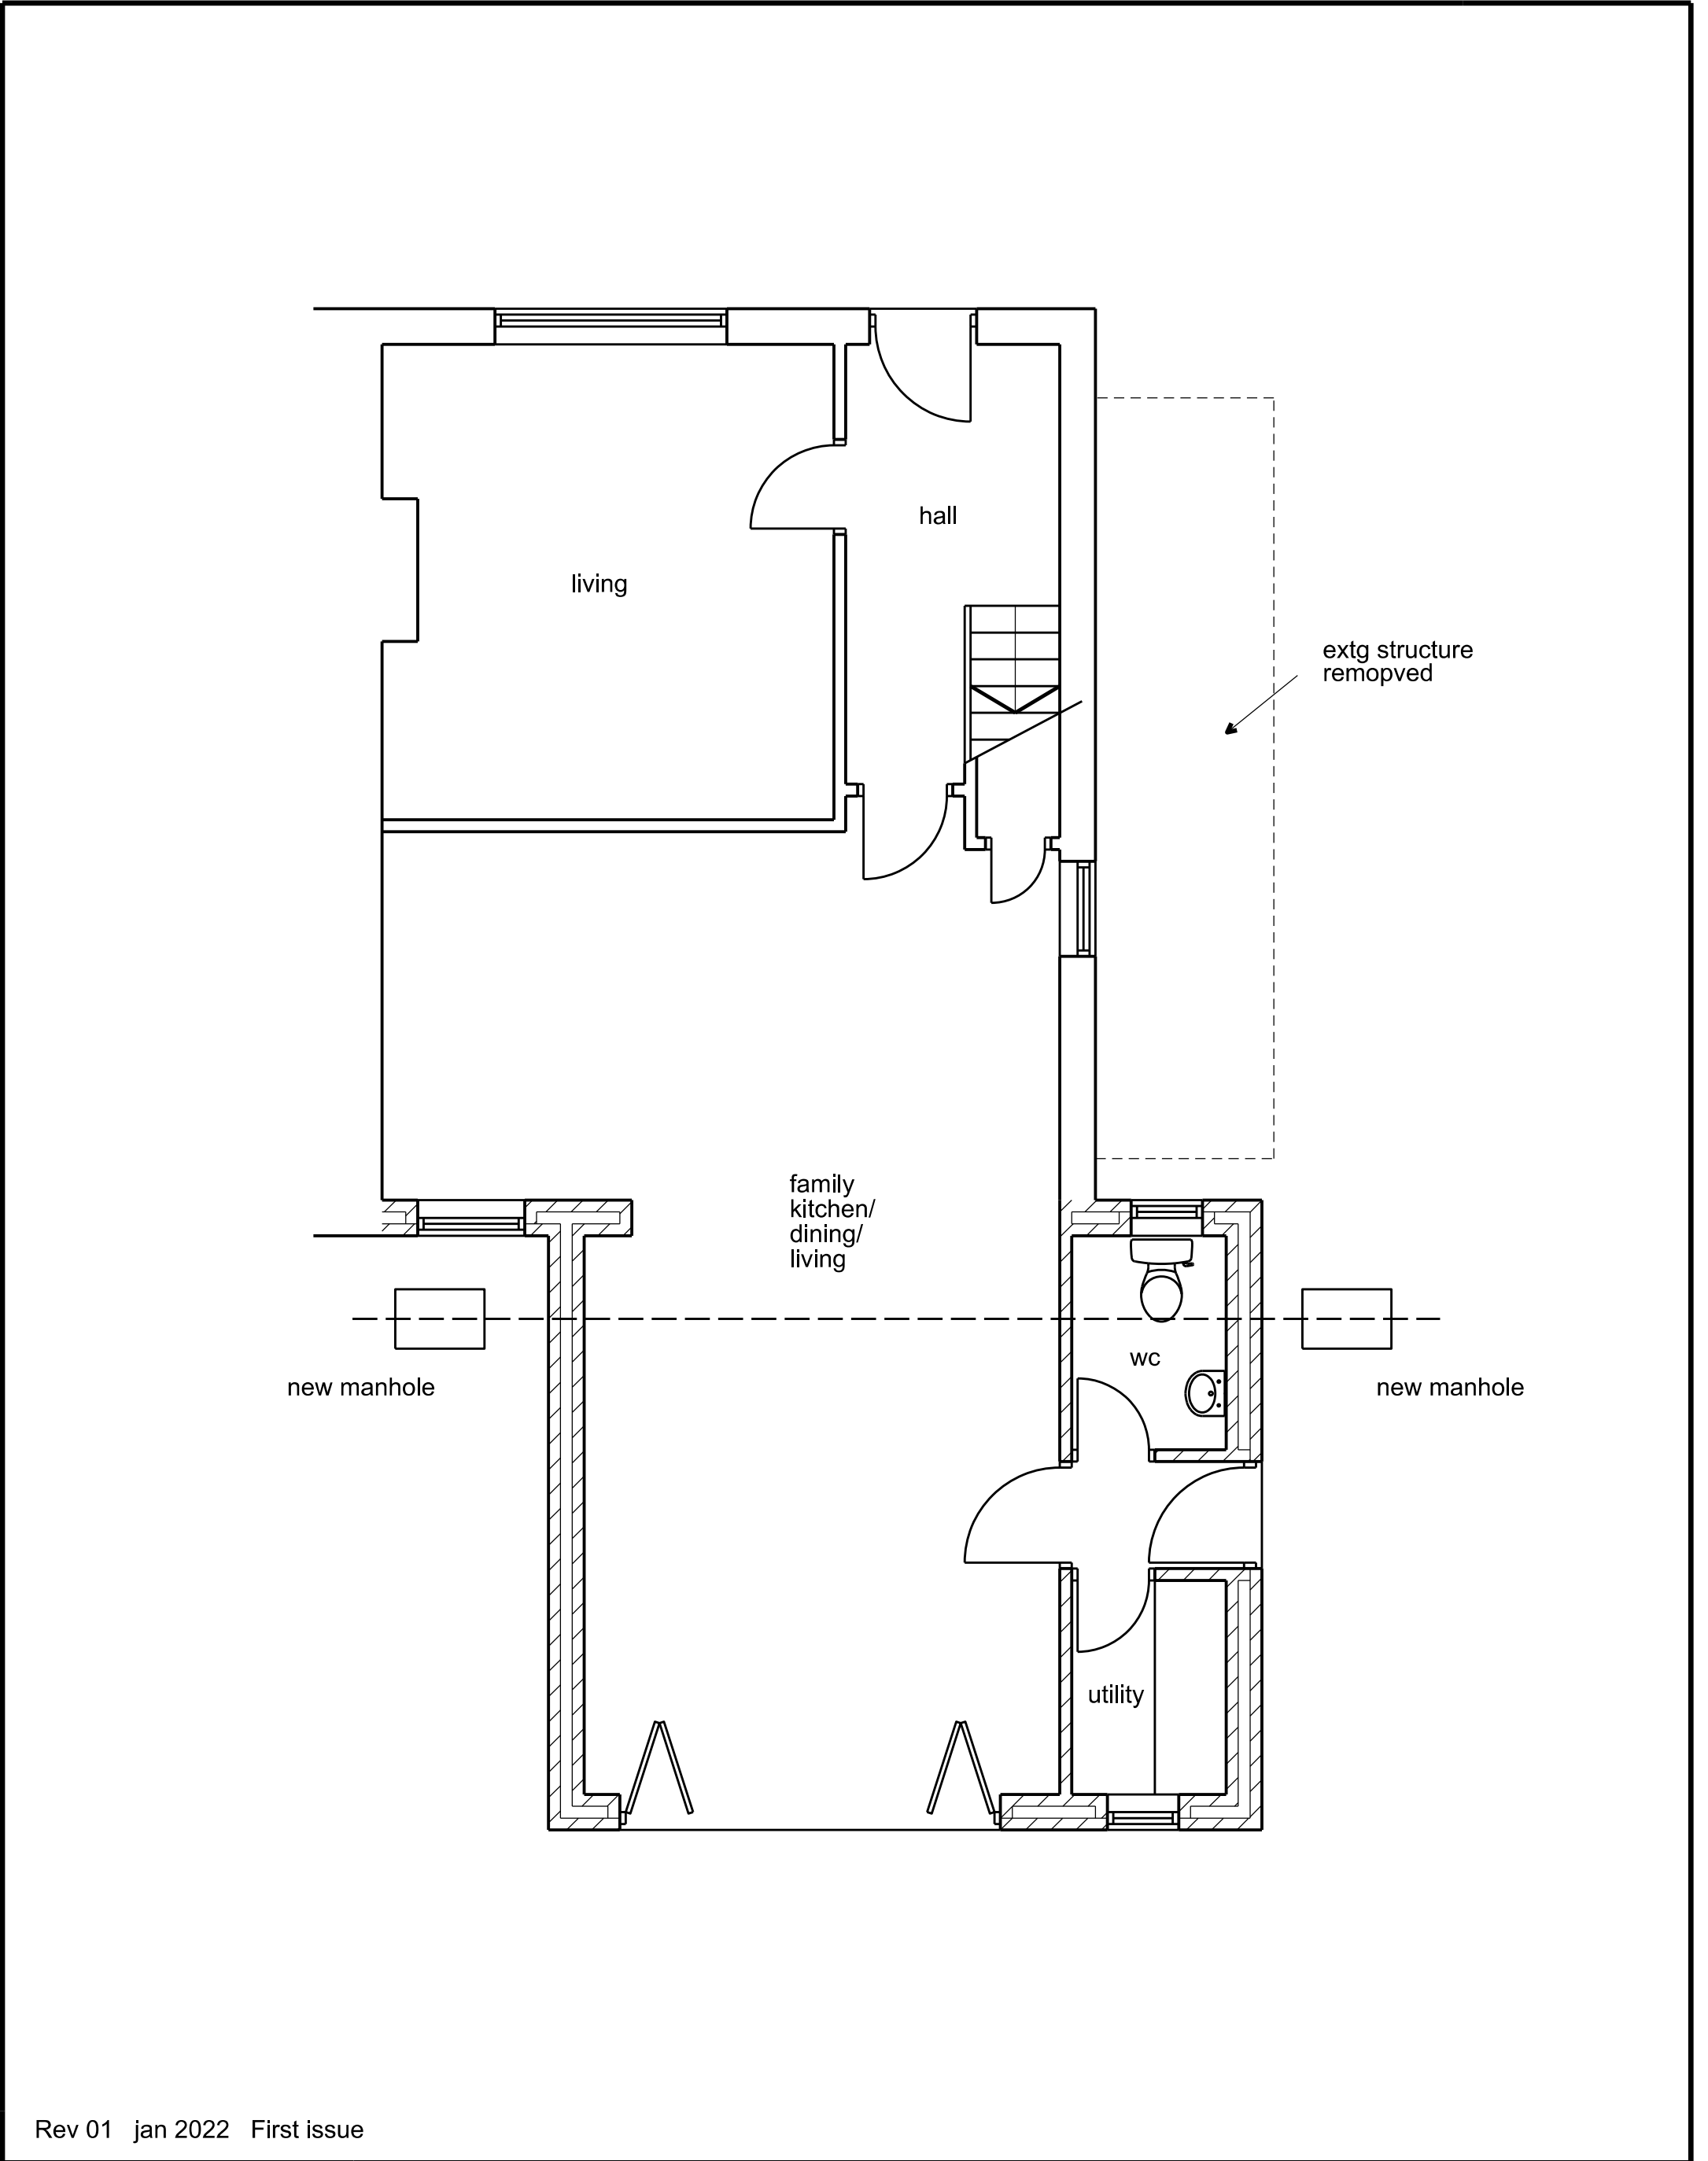 hall
living
extg structure
remopved
family
kitchen/
dining/
living
wc
new manhole
new manhole
utility
Rev 01 jan 2022 First issue